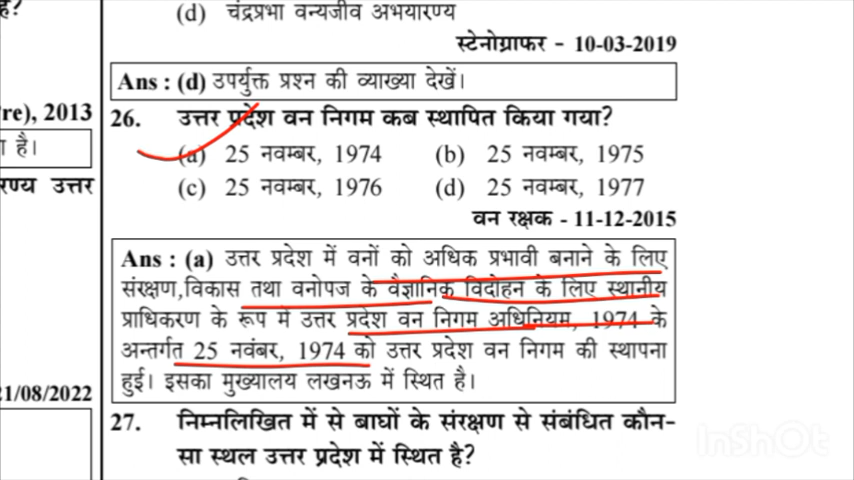 है?
(d) चंद्रप्रभा वन्यजीव अभयारण्य
स्टेनोग्राफर - 10-03-2019
Ans : (d) उपर्युक्त प्रश्न की व्याख्या देखें।
re), 2013
है।
रण्य उत्तर
21/08/2022
26. उत्तर प्रदेश वन निगम कब स्थापित किया गया?
(a) 25 नवम्बर, 1974 (b) 25 नवम्बर, 1975
(c) 25 नवम्बर, 1976 (d) 25 नवम्बर, 1977
वन रक्षक - 11-12-2015
Ans : (a) उत्तर प्रदेश में वनों को अधिक प्रभावी बनाने के लिए
संरक्षण,विकास तथा वनोपज के वैज्ञानिक विदोहन के लिए स्थानीय
प्राधिकरण के रूप में उत्तर प्रदेश वन निगम अधिनियम, 1974 के
अन्तर्गत 25 नवंबर, 1974 को उत्तर प्रदेश वन निगम की स्थापना
हुई। इसका मुख्यालय लखनऊ में स्थित है।
27. निम्नलिखित में से बाघों के संरक्षण से संबंधित कौन-
सा स्थल उत्तर प्रदेश में स्थित है?
InShOt